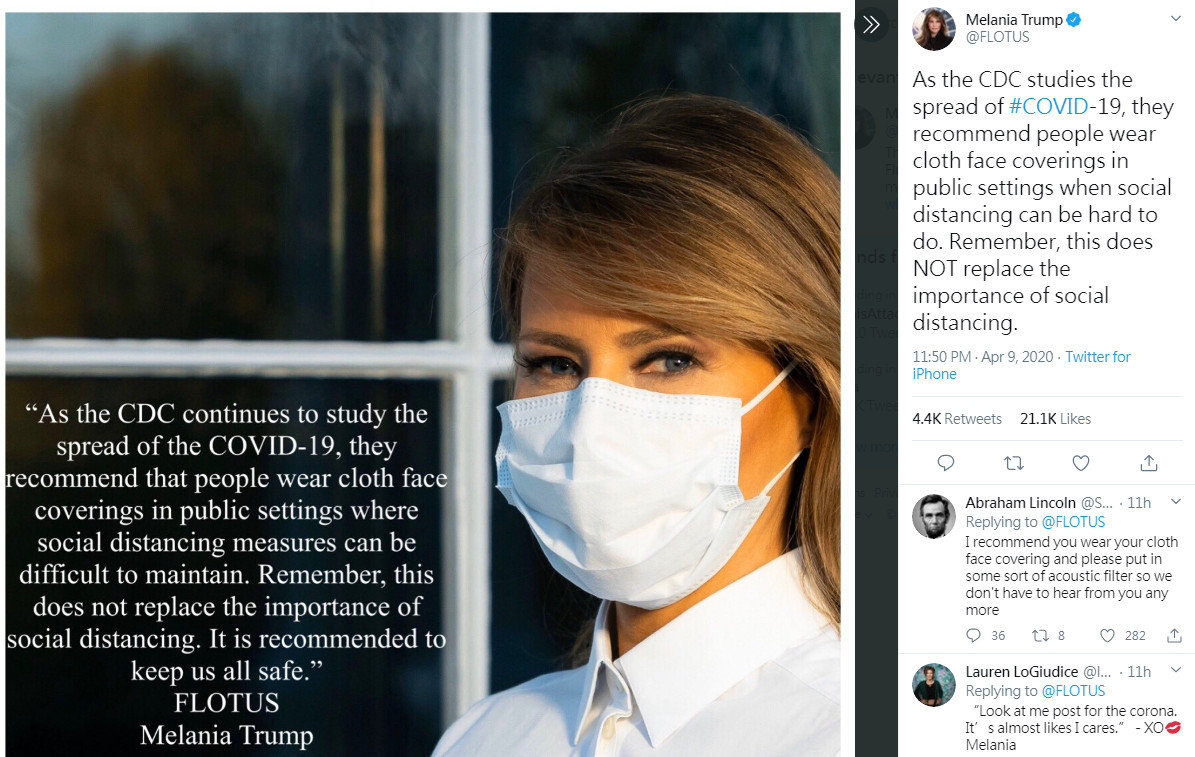 “As the CDC continues to study the
spread of the COVID-19, they
recommend that people wear cloth face
coverings in public settings where
social distancing measures can be
difficult to maintain. Remember, this
does not replace the importance of
social distancing. It is recommended to
keep us all safe.”
FLOTUS
Melania Trump
Melania Trump
@FLOTUS
As the CDC studies the
spread of #COVID-19, they
recommend people wear
cloth face coverings in
public settings when social
distancing can be hard to
do. Remember, this does
NOT replace the
importance of social
distancing.
11:50 PM · Apr 9, 2020 · Twitter for
iPhone
4.4K Retweets 21.1K Likes
Abraham Lincoln @S... · 11h
Replying to @FLOTUS
I recommend you wear your cloth
face covering and please put in
some sort of acoustic filter so we
don't have to hear from you any
more
36 8 282
Lauren LoGiudice @l... · 11h
Replying to @FLOTUS
“Look at me post for the corona.
It’s almost likes I cares.” - XO💋
Melania